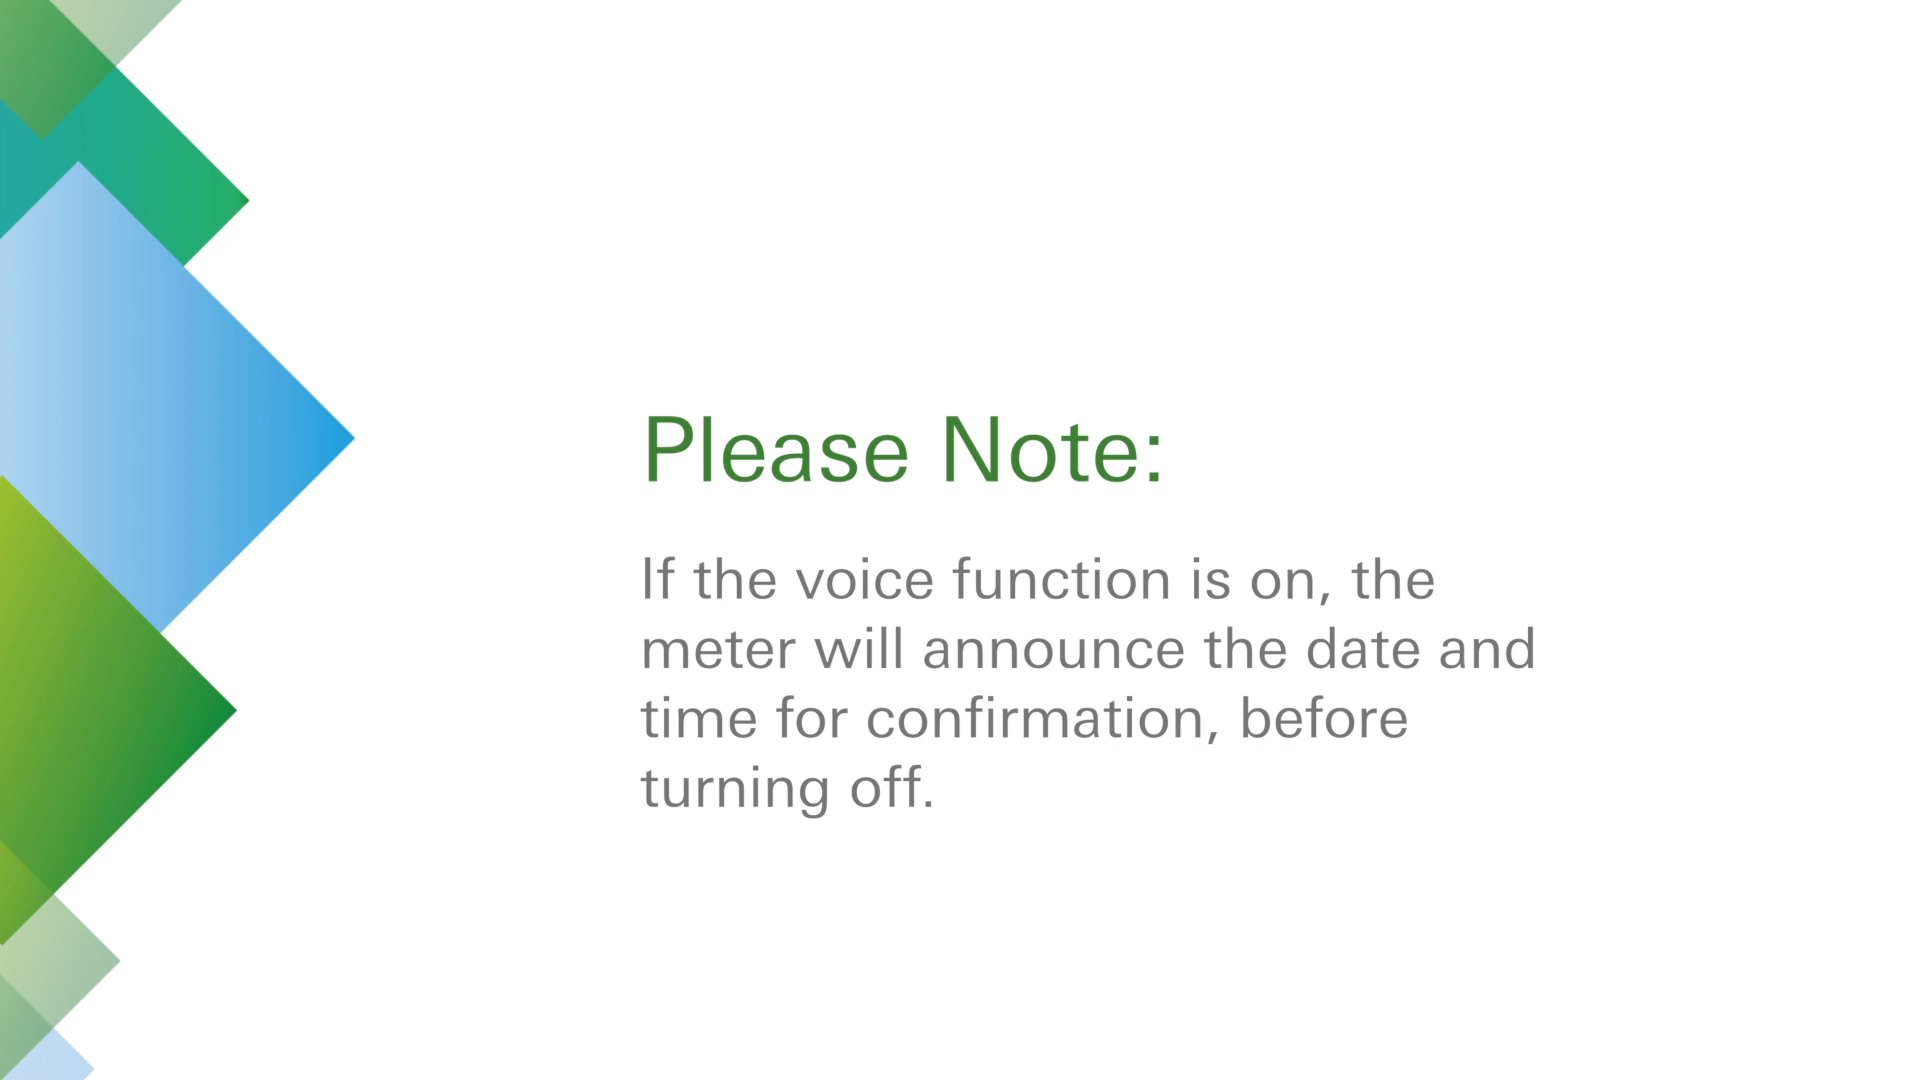 Please Note:
If the voice function is on, the
meter will announce the date and
time for confirmation, before
turning off.